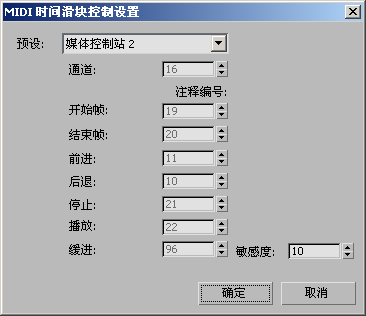 MIDI 时间滑块控制设置
预设: 媒体控制站 2
通道: 16
注释编号:
开始帧: 19
结束帧: 20
前进: 11
后退: 10
停止: 21
播放: 22
缓进: 96 敏感度: 10
确定 取消